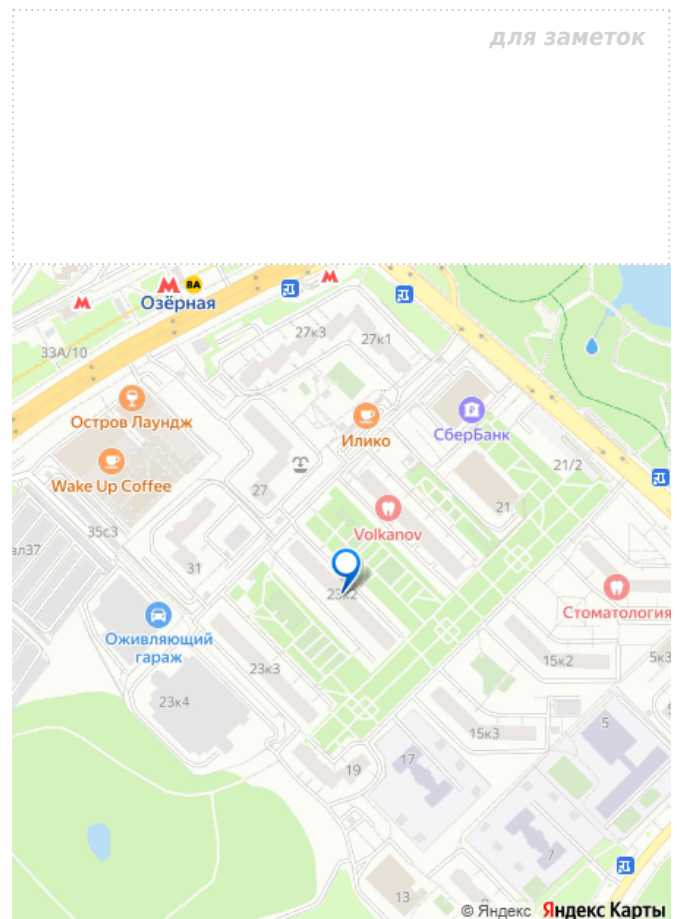 для заметок
8А
Озёрная
33А/10
27к3
27к1
Остров Лаундж
Илико
СберБанк
Wake Up Coffee
27
21/2
21
Volkanov
35с3
ал37
31
23к2
Стоматология
Оживляющий
гараж
23к3
15к2
5к3
23к4
15к3
5
17
19
7
13
© Яндекс Яндекс Карты